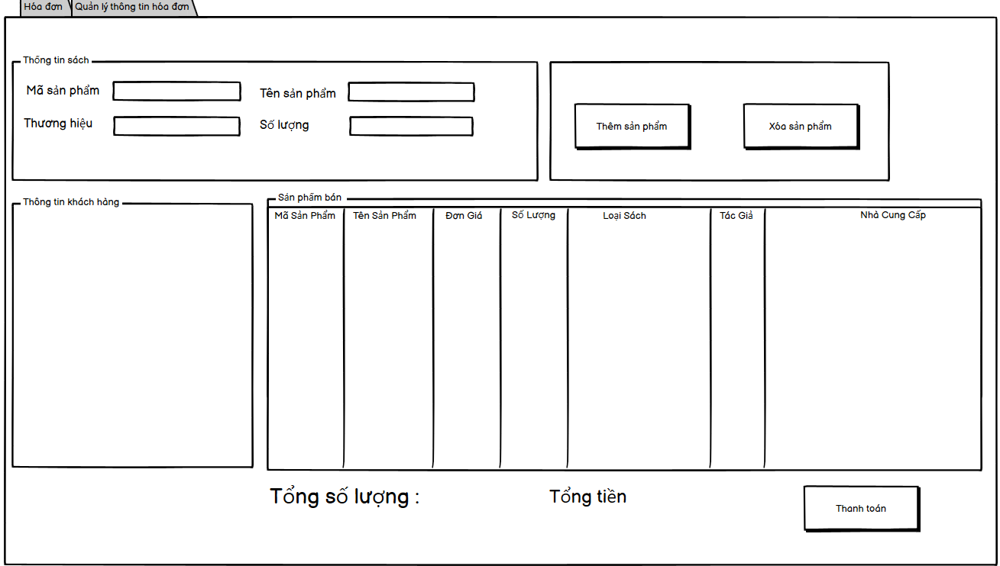 Hóa đơn
Quản lý thông tin hóa đơn
Thông tin sách
Mã sản phẩm
Tên sản phẩm
Thương hiệu
Số lượng
Thêm sản phẩm
Xóa sản phẩm
Thông tin khách hàng
Sản phẩm bán
Mã Sản Phẩm
Tên Sản Phẩm
Đơn Giá
Số Lượng
Loại Sách
Tác Giả
Nhà Cung Cấp
Tổng số lượng :
Tổng tiền
Thanh toán